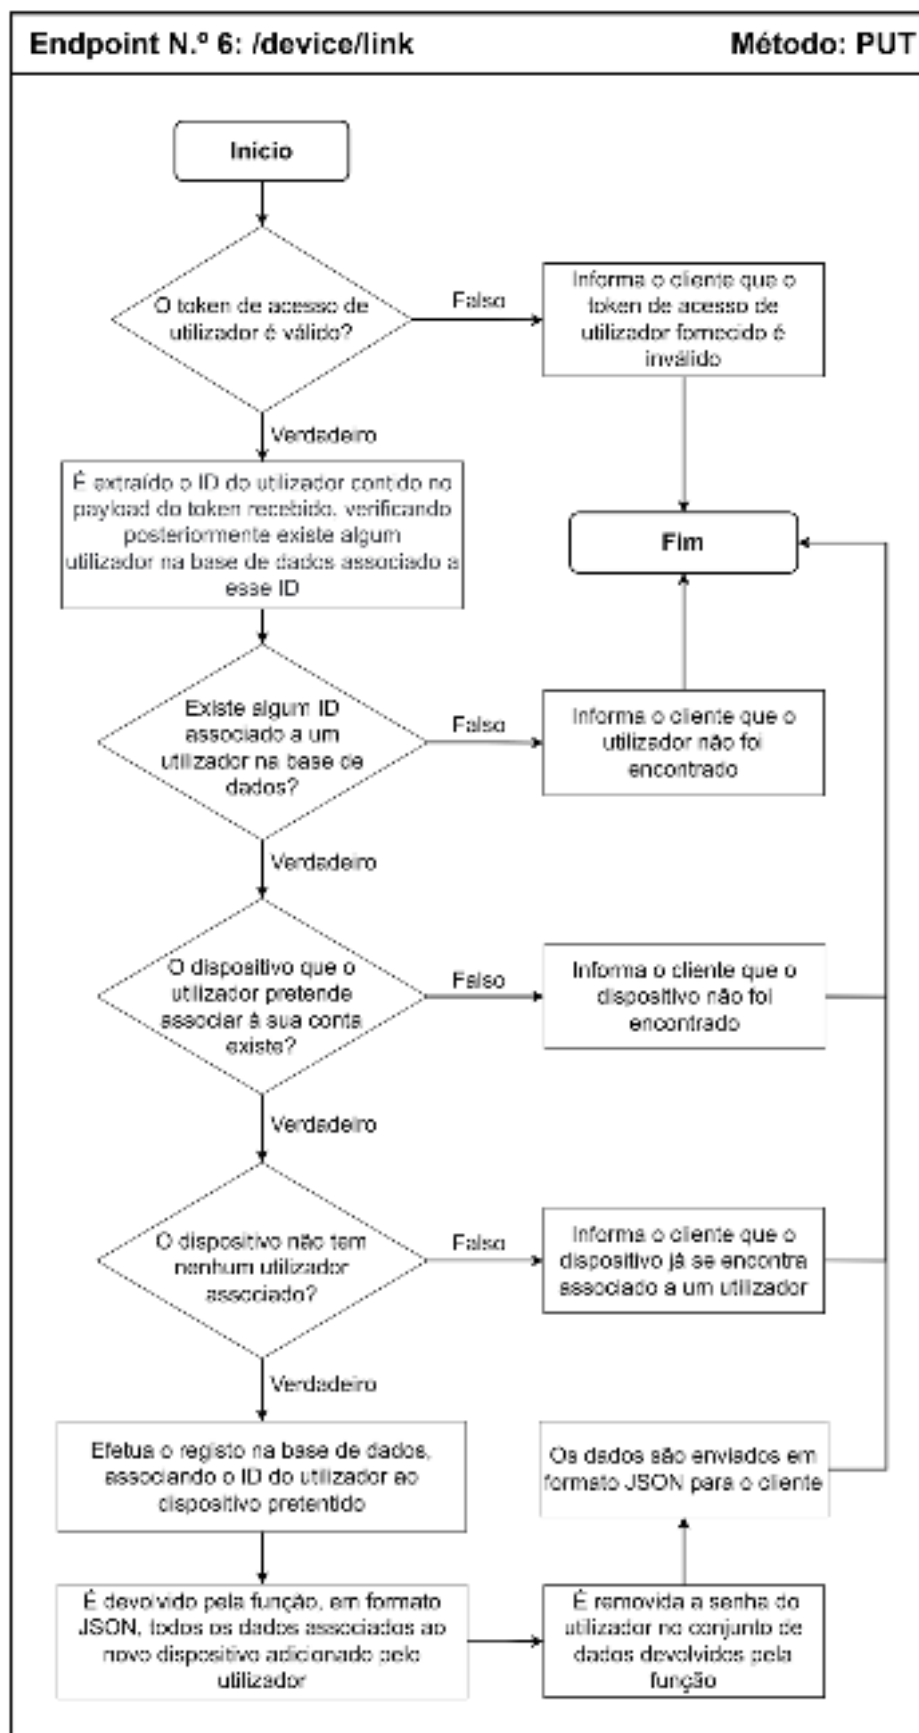 Endpoint N.º 6: /device/link
Método: PUT
Início
O token de acesso de
utilizador é válido?
Falso
Informa o cliente que o
token de acesso de
utilizador fornecido é
inválido
Verdadeiro
É extraído o ID do utilizador contido no
payload do token recebido, verificando
posteriormente existe algum
utilizador na base de dados associado a
esse ID
Fim
Existe algum ID
associado a um
utilizador na base de
dados?
Falso
Informa o cliente que o
utilizador não foi
encontrado
Verdadeiro
O dispositivo que o
utilizador pretende
associar à sua conta
existe?
Falso
Informa o cliente que o
dispositivo não foi
encontrado
Verdadeiro
O dispositivo não tem
nenhum utilizador
associado?
Falso
Informa o cliente que o
dispositivo já se encontra
associado a um utilizador
Verdadeiro
Efetua o registo na base de dados,
associando o ID do utilizador ao
dispositivo pretentido
Os dados são enviados em
formato JSON para o cliente
É devolvido pela função, em formato
JSON, todos os dados associados ao
novo dispositivo adicionado pelo
utilizador
É removida a senha do
utilizador no conjunto de
dados devolvidos pela
função